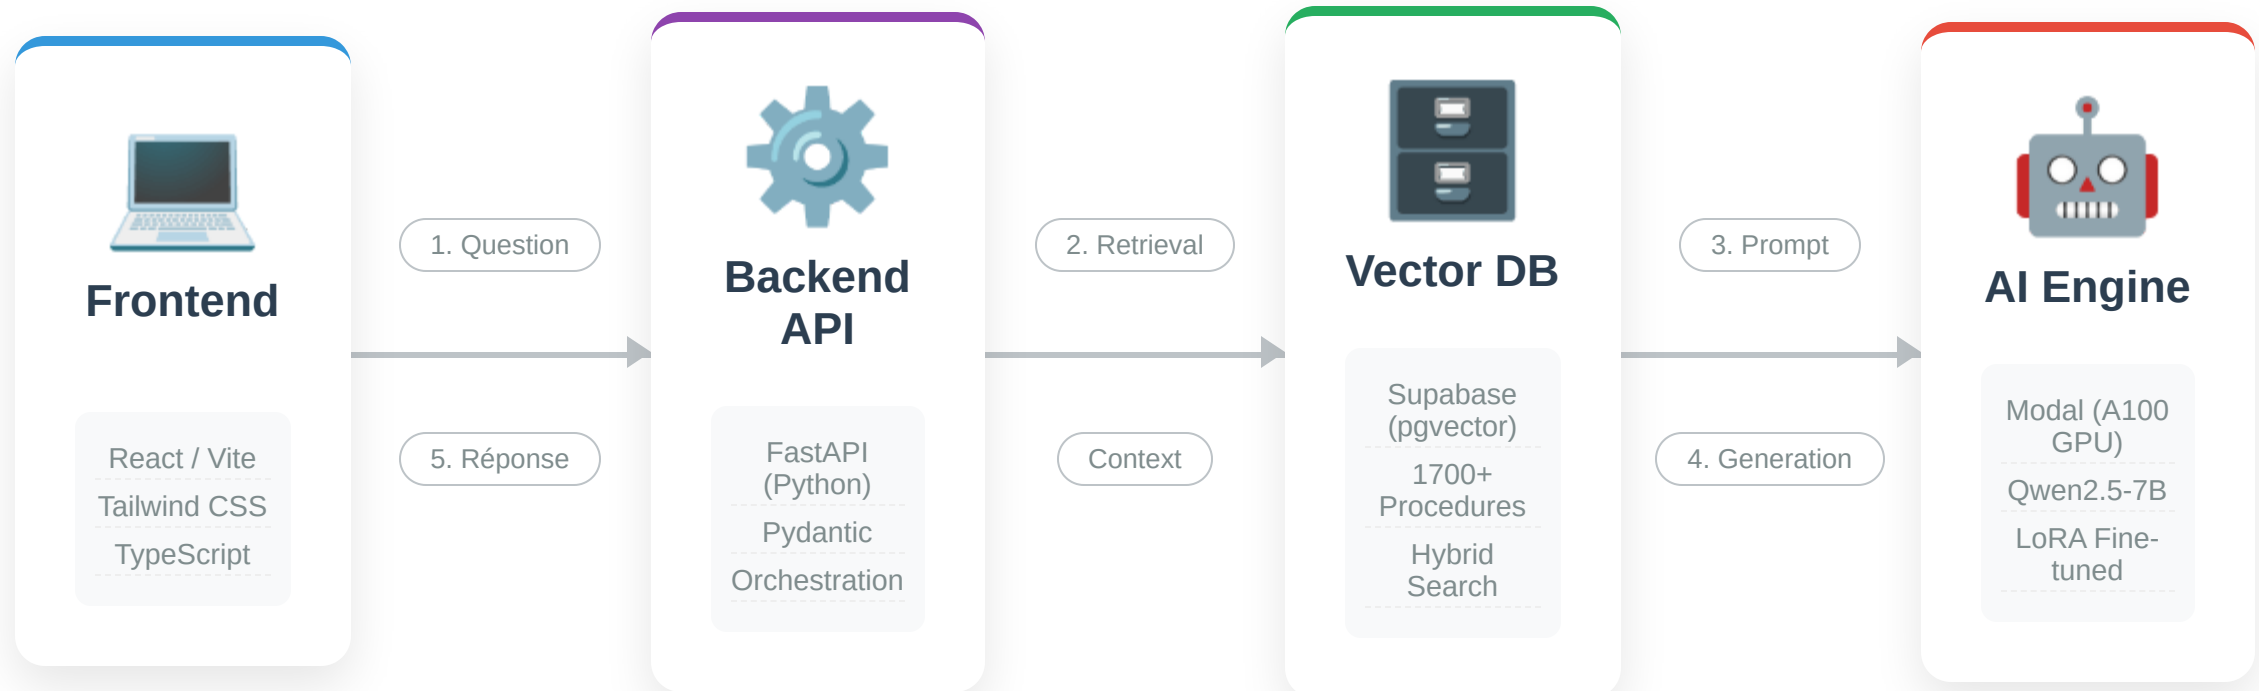 Frontend
React / Vite
Tailwind CSS
TypeScript
1. Question
5. Réponse
Backend
API
FastAPI
(Python)
Pydantic
Orchestration
2. Retrieval
Context
Vector DB
Supabase
(pgvector)
1700+
Procedures
Hybrid
Search
3. Prompt
4. Generation
AI Engine
Modal (A100
GPU)
Qwen2.5-7B
LoRA Fine-
tuned